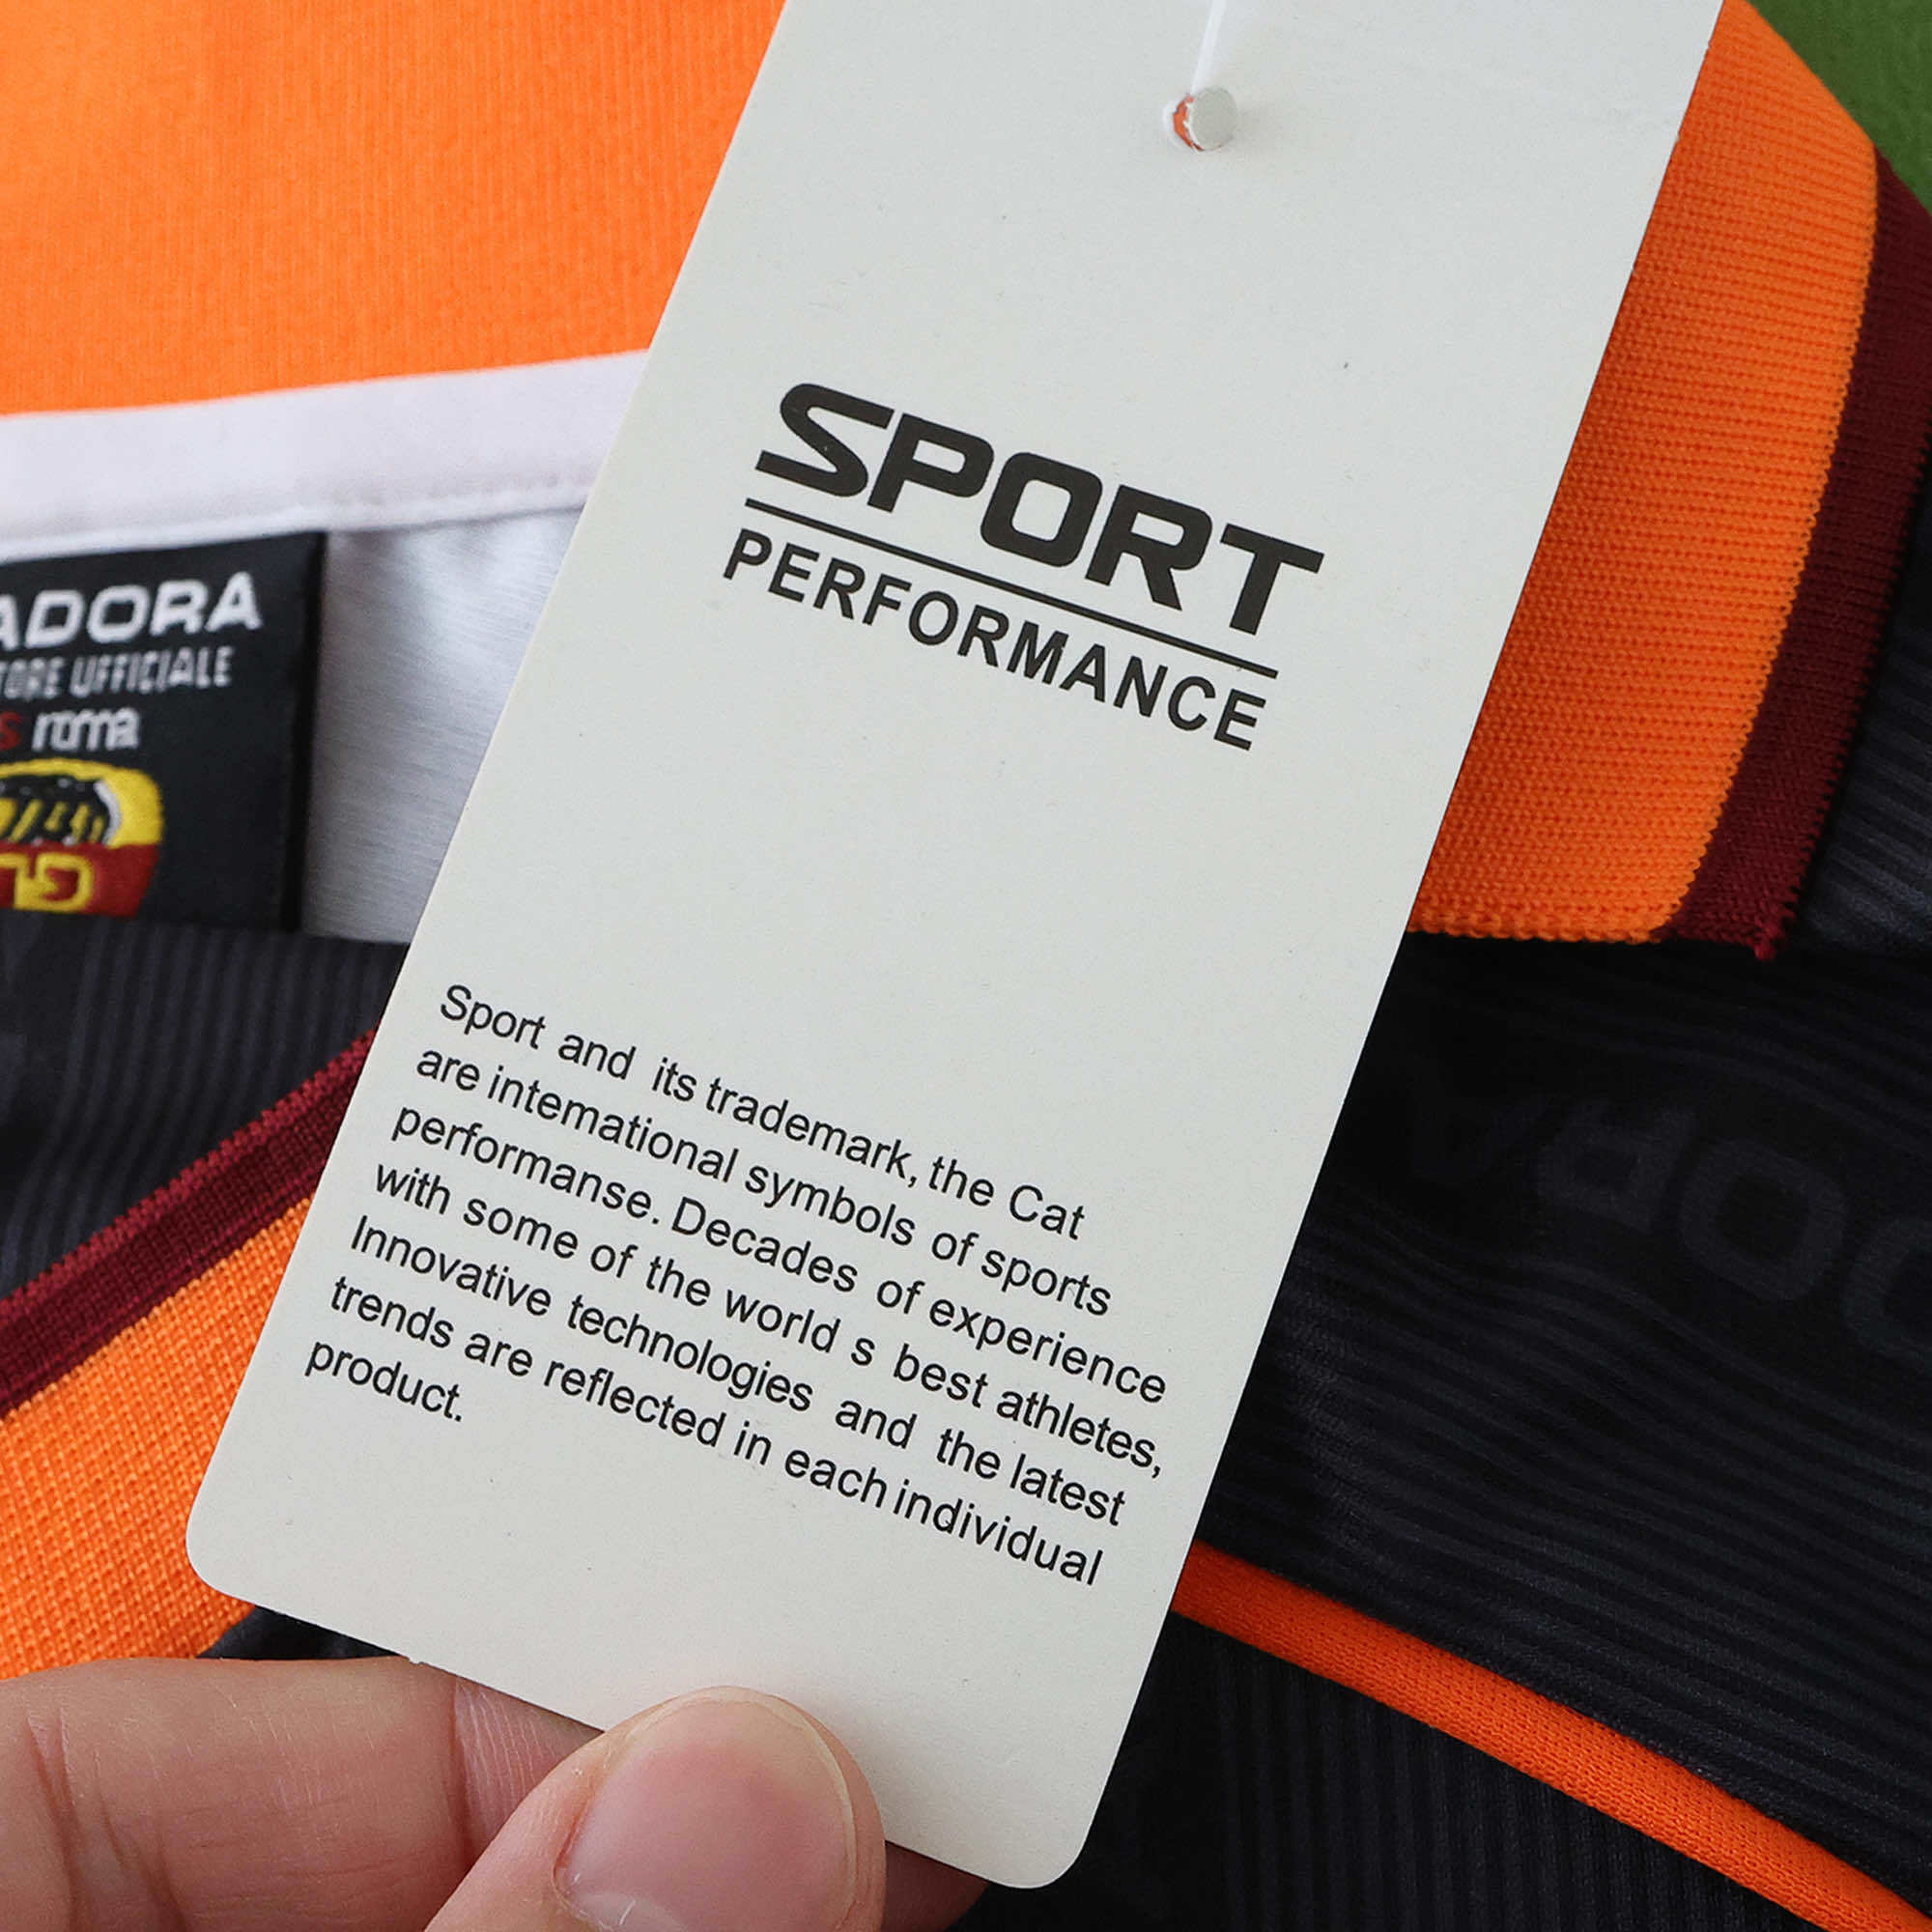 SPORT
PERFORMANCE
Sport and its trademark, the Cat
are international symbols of sports
performanse. Decades of experience
with some of the world s best athletes,
Innovative technologies and the latest
trends are reflected in each individual
product.
ADORA
TORE UFFICIALE
S roma